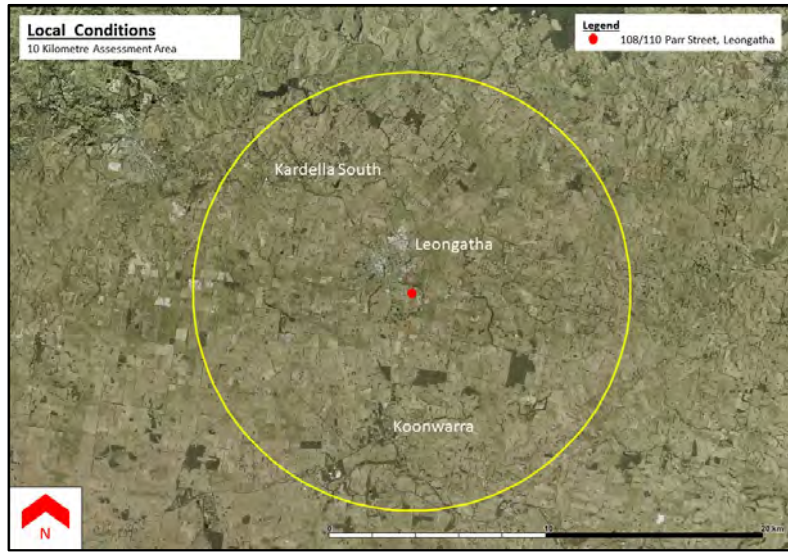 Local Conditions
10 Kilometre Assessment Area
Legend
108/110 Parr Street, Leongatha
Kardella South
Leongatha
Koonwarra
N
0 10 20 km